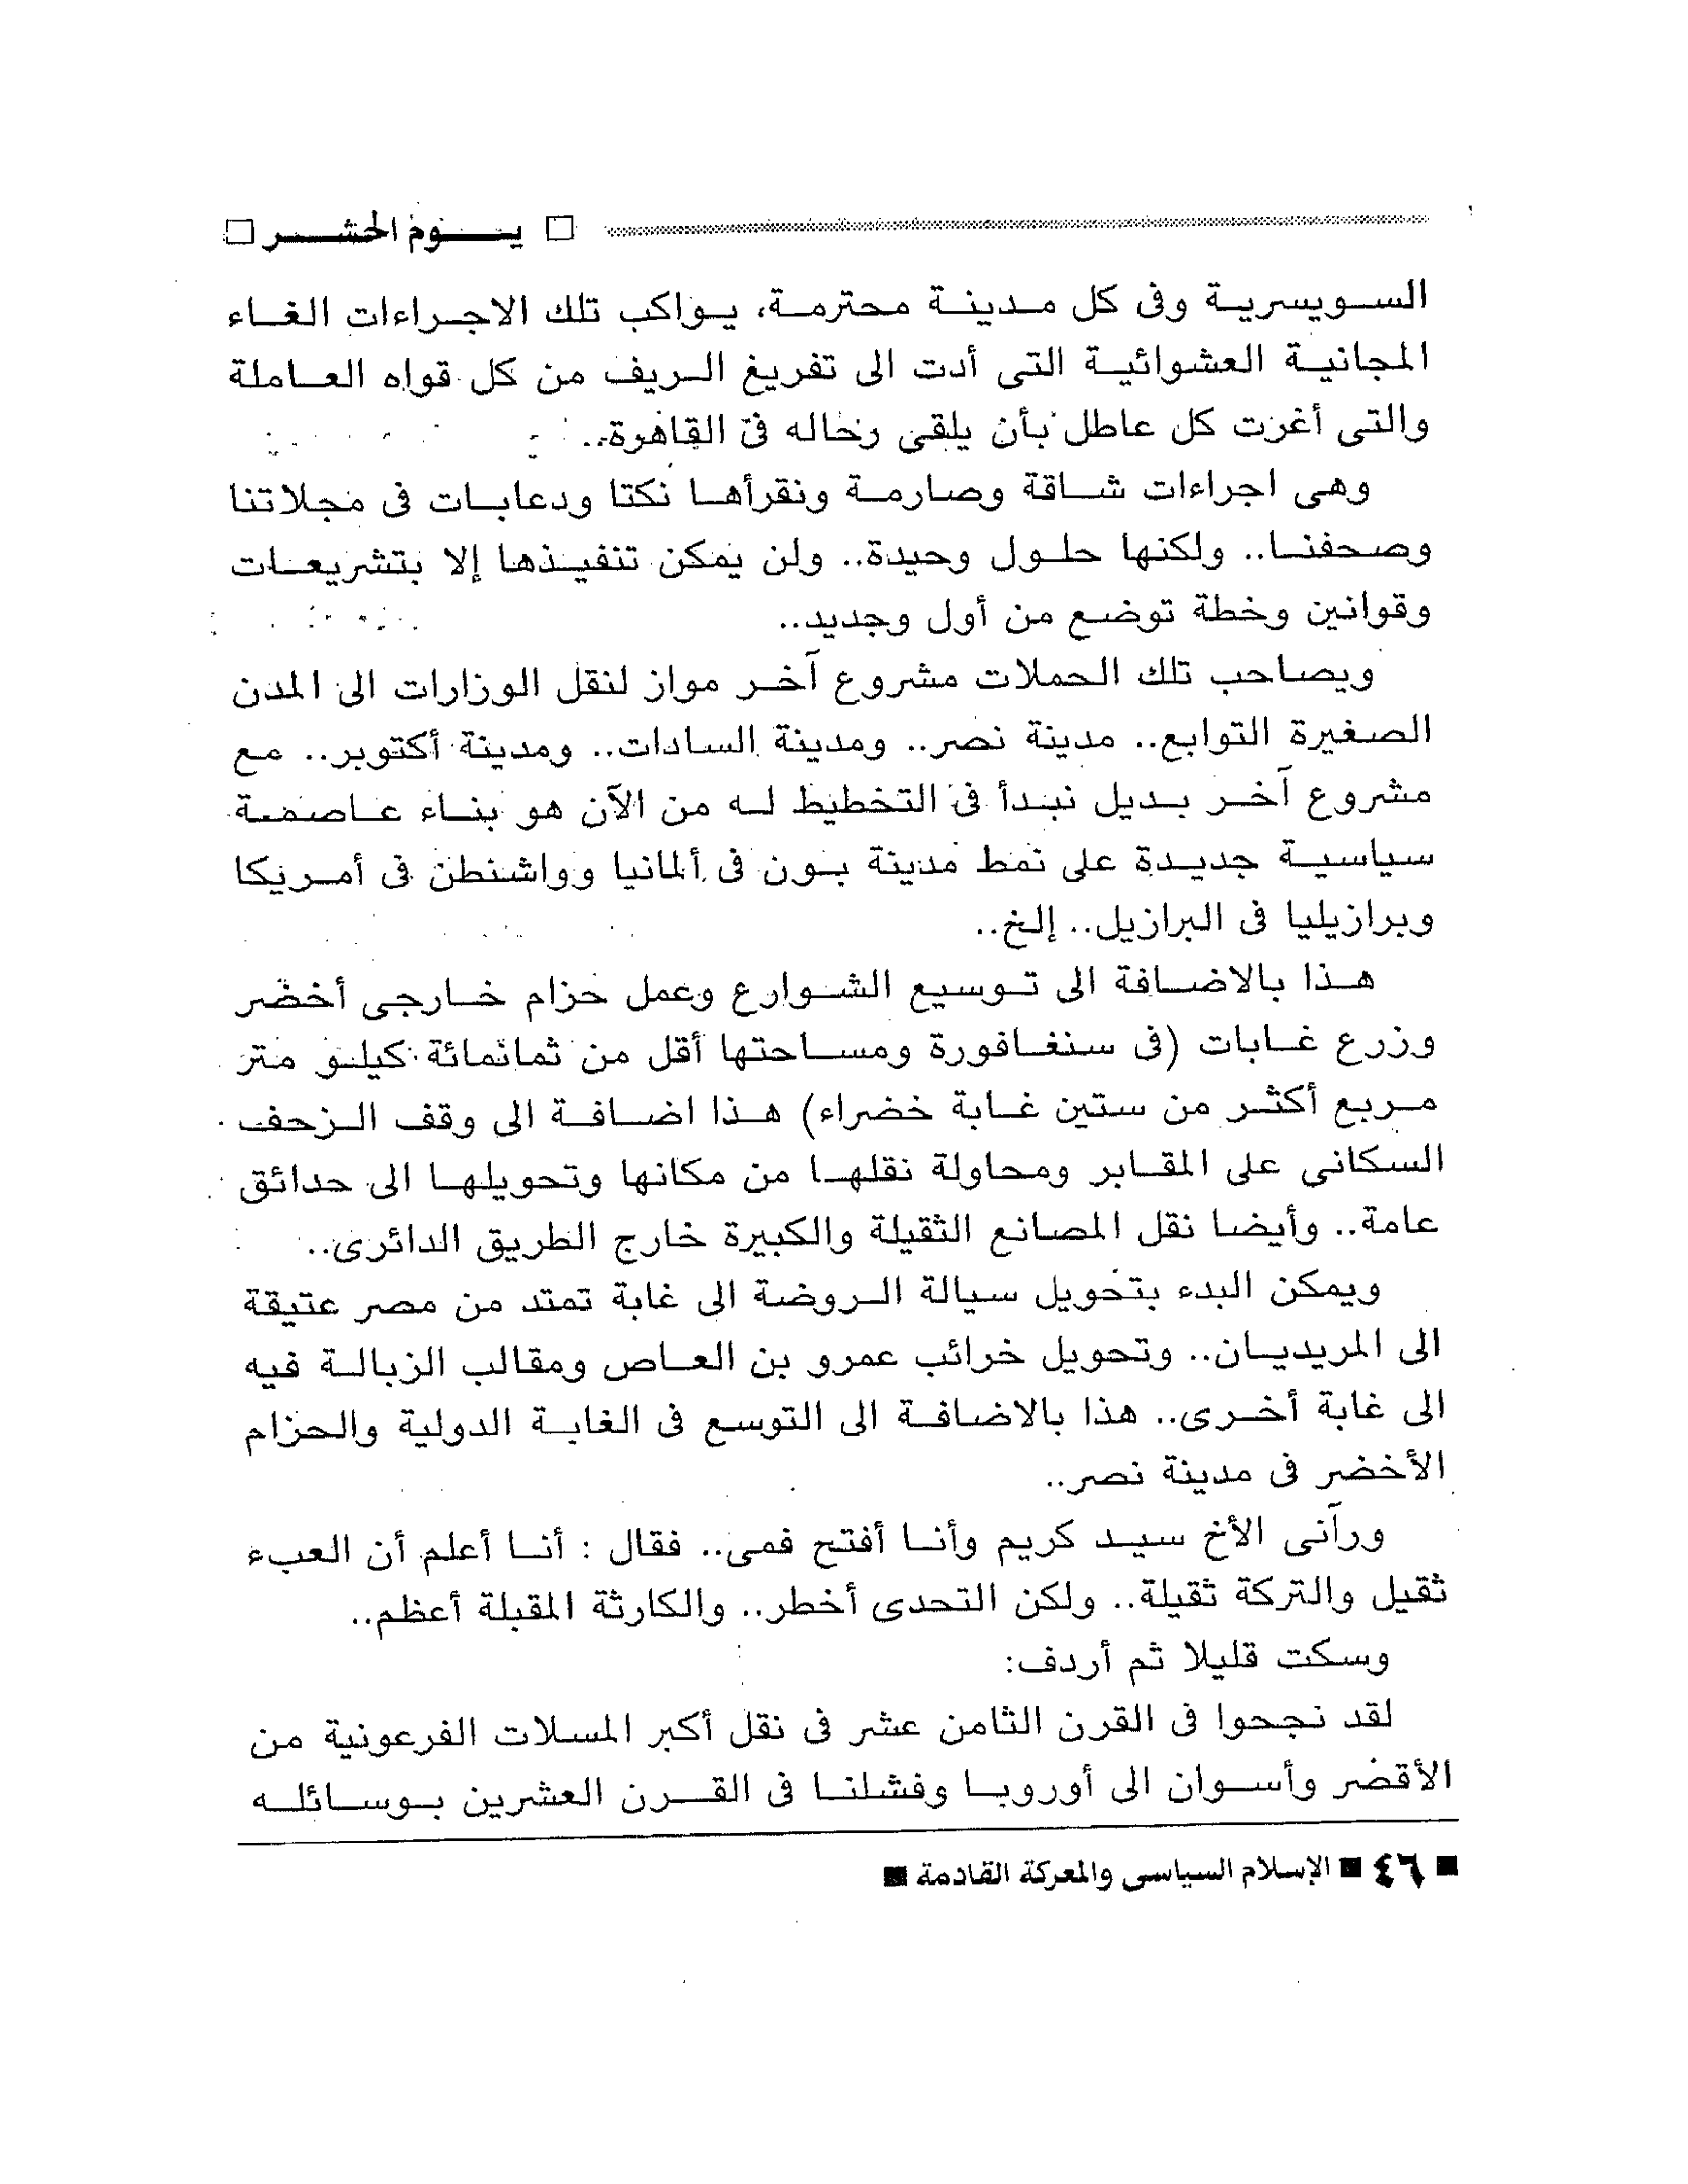 □ يـــوم الحشـــر □
السويسرية وفى كل مدينة محترمة، يواكب تلك الاجراءات الغاء
المجانية العشوائية التى أدت الى تفريغ الريف من كل قواه العاملة
والتى أغرت كل عاطل بأن يلقى رحاله فى القاهرة..
وهى اجراءات شاقة وصارمة ونقرأها نكتا ودعابات فى مجلاتنا
وصحفنا.. ولكنها حلول وحيدة.. ولن يمكن تنفيذها إلا بتشريعات
وقوانين وخطة توضع من أول وجديد..
ويصاحب تلك الحملات مشروع آخر مواز لنقل الوزارات الى المدن
الصغيرة التوابع.. مدينة نصر.. ومدينة السادات.. ومدينة أكتوبر.. مع
مشروع آخر بديل نبدأ فى التخطيط له من الآن هو بناء عاصمة
سياسية جديدة على نمط مدينة بون فى ألمانيا وواشنطن فى أمريكا
وبرازيليا فى البرازيل.. إلخ..
هذا بالاضافة الى توسيع الشوارع وعمل حزام خارجى أخضر
وزرع غابات (فى سنغافورة ومساحتها أقل من ثمانمائة كيلو متر
مربع أكثر من ستين غابة خضراء) هذا اضافة الى وقف الزحف
السكانى على المقابر ومحاولة نقلها من مكانها وتحويلها الى حدائق
عامة.. وأيضا نقل المصانع الثقيلة والكبيرة خارج الطريق الدائرى..
ويمكن البدء بتحويل سيالة الروضة الى غابة تمتد من مصر عتيقة
الى المريديان.. وتحويل خرائب عمرو بن العاص ومقالب الزبالة فيه
الى غابة أخرى.. هذا بالاضافة الى التوسع فى الغابة الدولية والحزام
الأخضر فى مدينة نصر..
ورآنى الأخ سيد كريم وأنا أفتح فمى.. فقال : أنا أعلم أن العبء
ثقيل والتركة ثقيلة.. ولكن التحدى أخطر.. والكارثة المقبلة أعظم..
وسكت قليلا ثم أردف:
لقد نجحوا فى القرن الثامن عشر فى نقل أكبر المسلات الفرعونية من
الأقصر وأسوان الى أوروبا وفشلنا فى القرن العشرين بوسائله
■ ٤٦ ■ الإسلام السياسى والمعركة القادمة ■